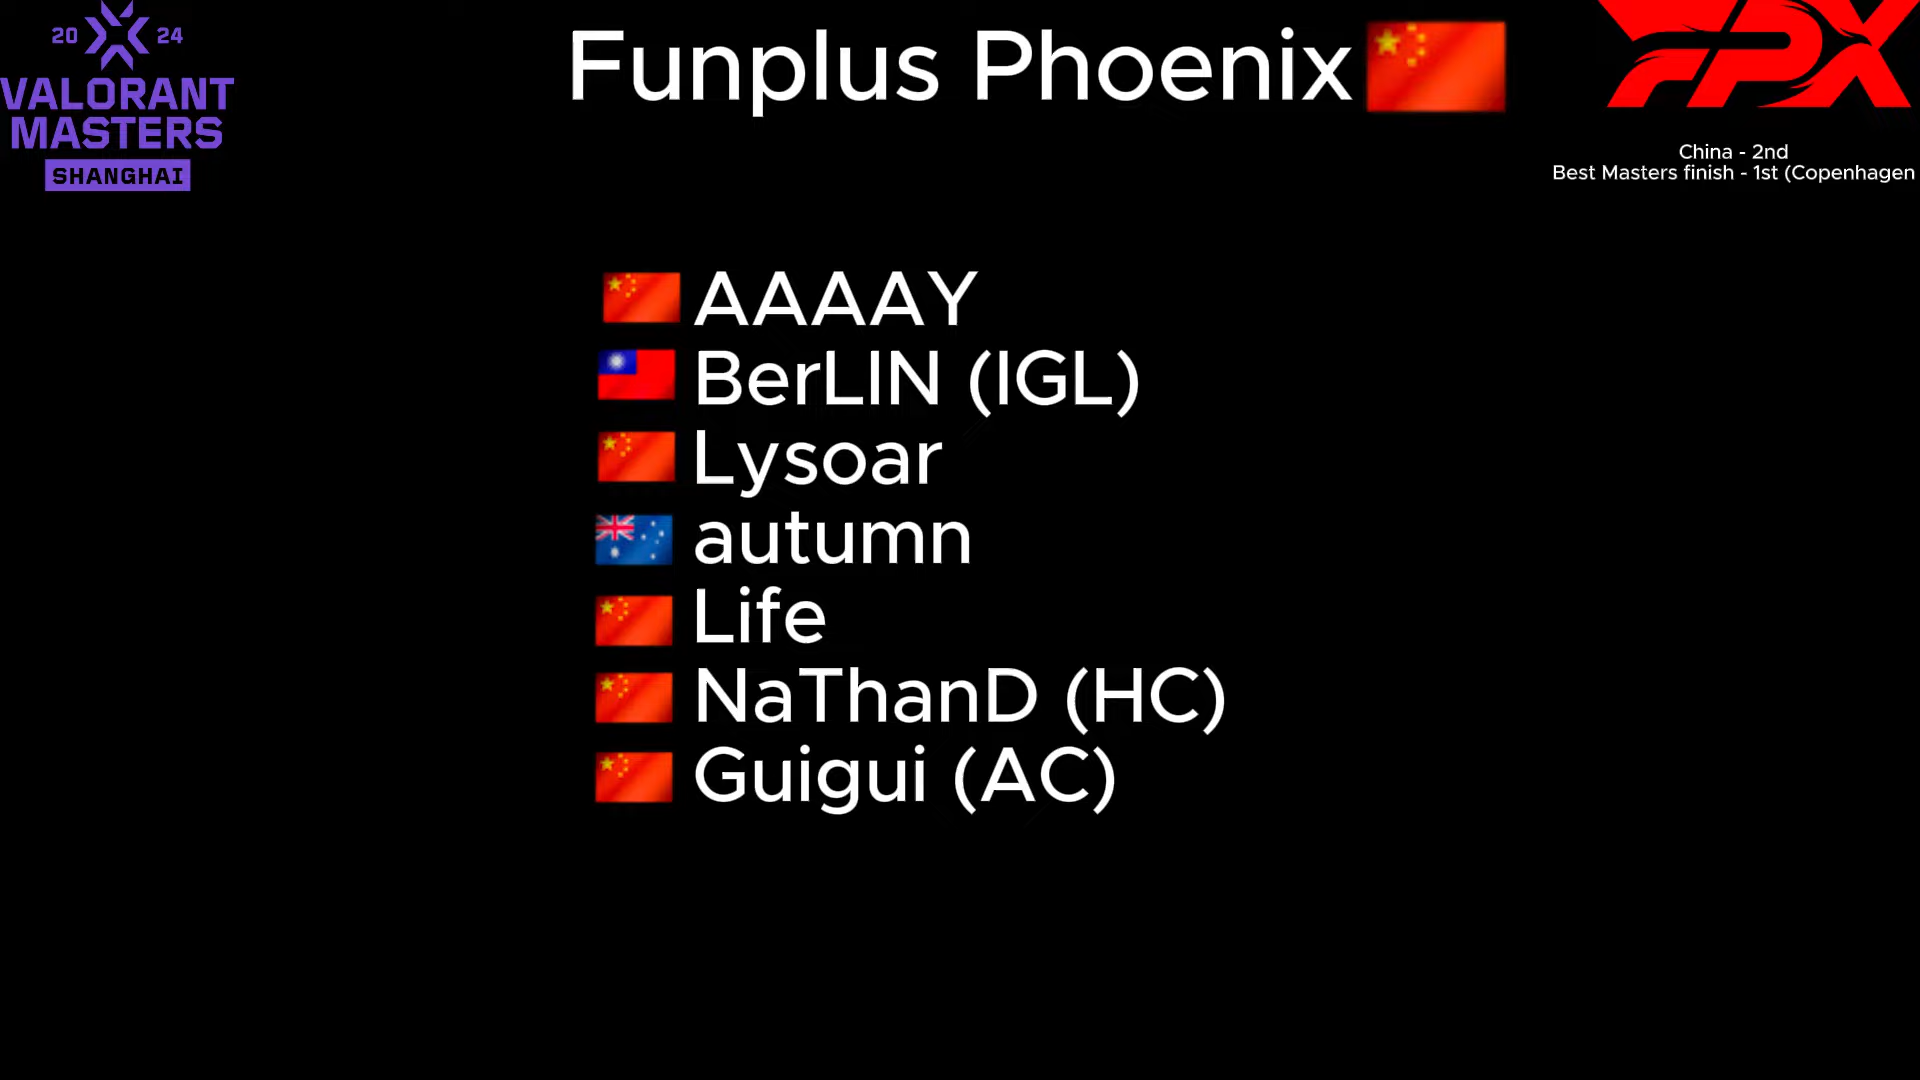 20 24
VALORANT
MASTERS
SHANGHAI
Funplus Phoenix
FPX
China - 2nd
Best Masters finish - 1st (Copenhagen
AAAAY
BerLIN (IGL)
Lysoar
autumn
Life
NaThanD (HC)
Guigui (AC)